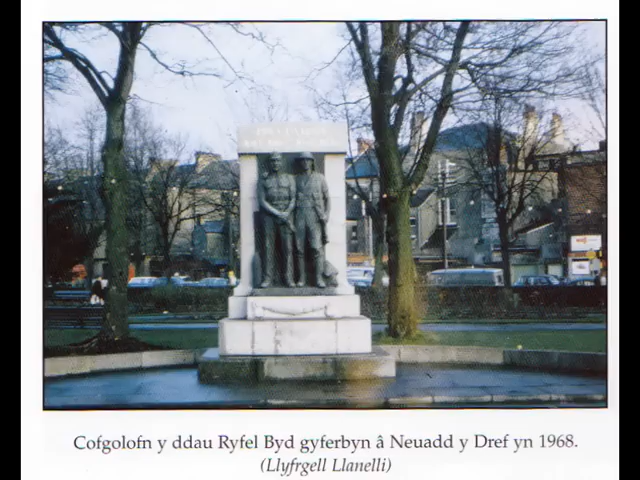 Cofgolofn y ddau Ryfel Byd gyferbyn â Neuadd y Dref yn 1968.
(Llyfrgell Llanelli)